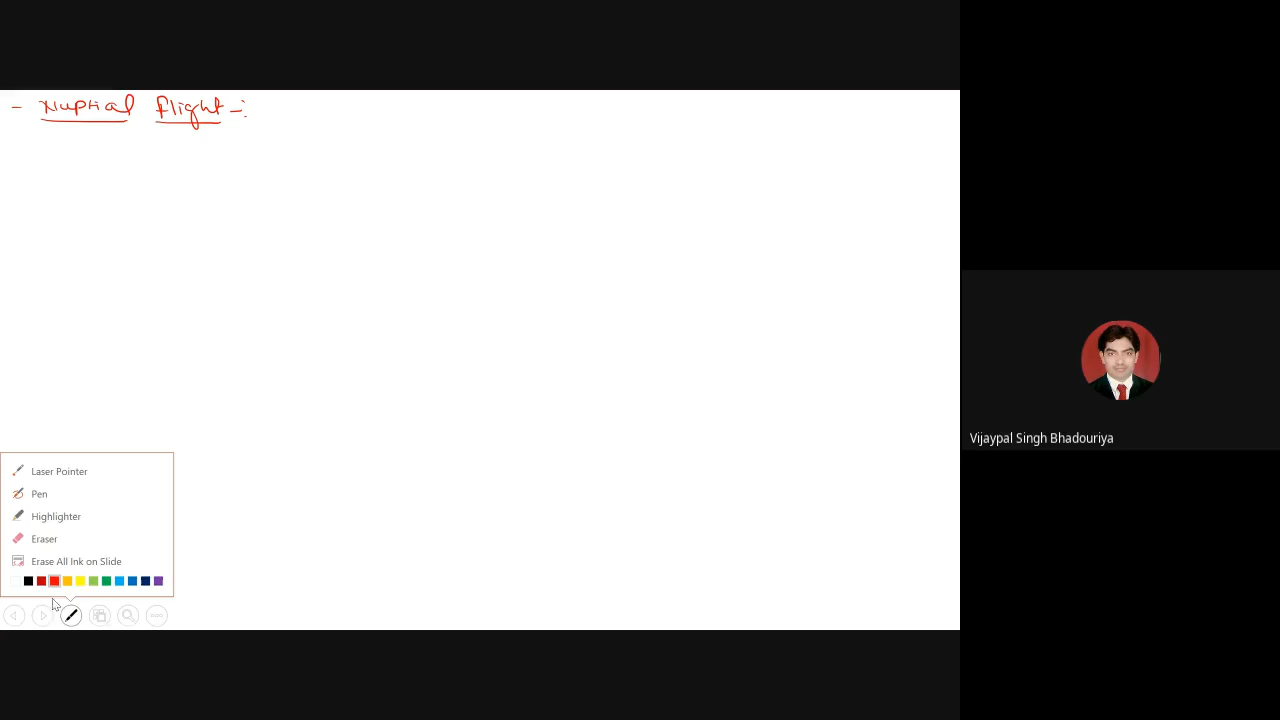 - Nuptial flight -:
Laser Pointer
Pen
Highlighter
Eraser
Erase All Ink on Slide
Vijaypal Singh Bhadouriya